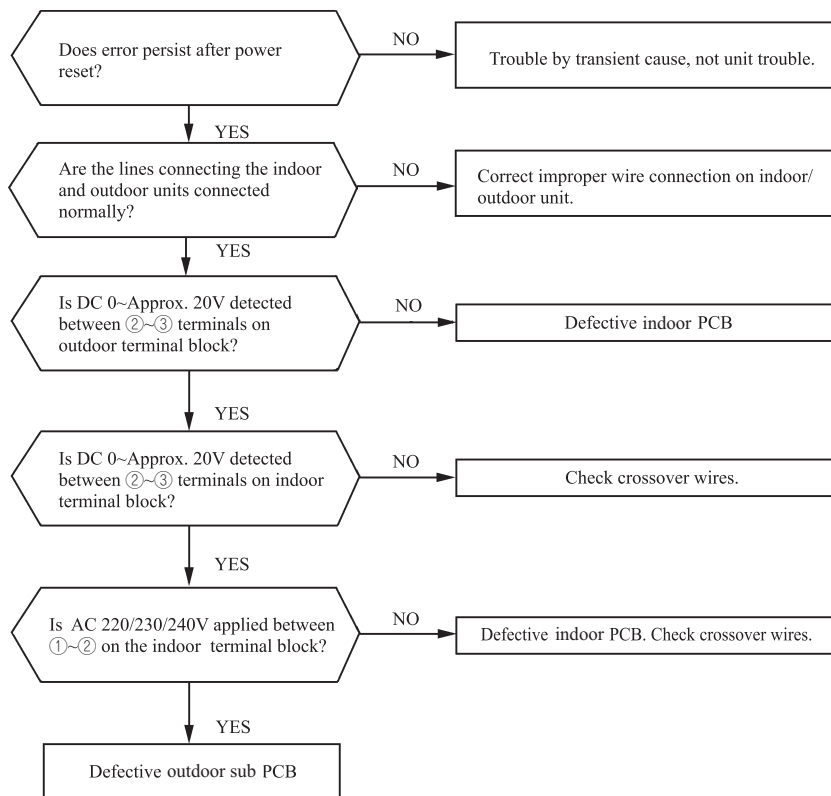 Does error persist after power
reset?
NO
Trouble by transient cause, not unit trouble.
YES
Are the lines connecting the indoor
and outdoor units connected
normally?
NO
Correct improper wire connection on indoor/
outdoor unit.
YES
Is DC 0~Approx. 20V detected
between ②~③ terminals on
outdoor terminal block?
NO
Defective indoor PCB
YES
Is DC 0~Approx. 20V detected
between ②~③ terminals on indoor
terminal block?
NO
Check crossover wires.
YES
Is AC 220/230/240V applied between
①~② on the indoor terminal block?
NO
Defective indoor PCB. Check crossover wires.
YES
Defective outdoor sub PCB